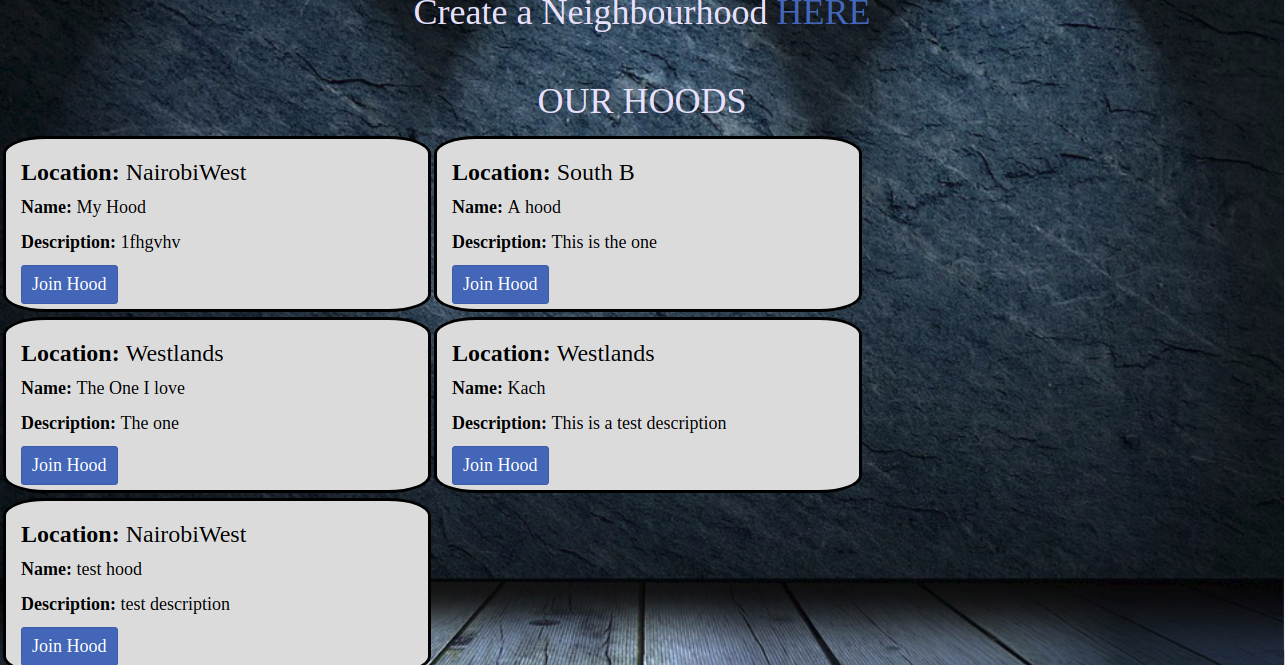 Create a Neighbourhood HERE
OUR HOODS
Location: NairobiWest
Name: My Hood
Description: 1fhgvhv
Join Hood
Location: South B
Name: A hood
Description: This is the one
Join Hood
Location: Westlands
Name: The One I love
Description: The one
Join Hood
Location: Westlands
Name: Kach
Description: This is a test description
Join Hood
Location: NairobiWest
Name: test hood
Description: test description
Join Hood